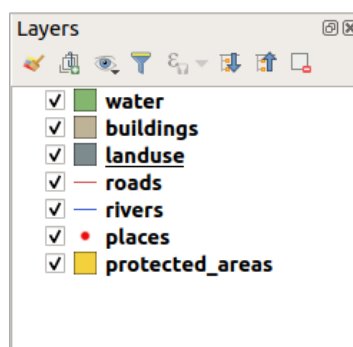 Layers
water
buildings
landuse
roads
rivers
places
protected_areas